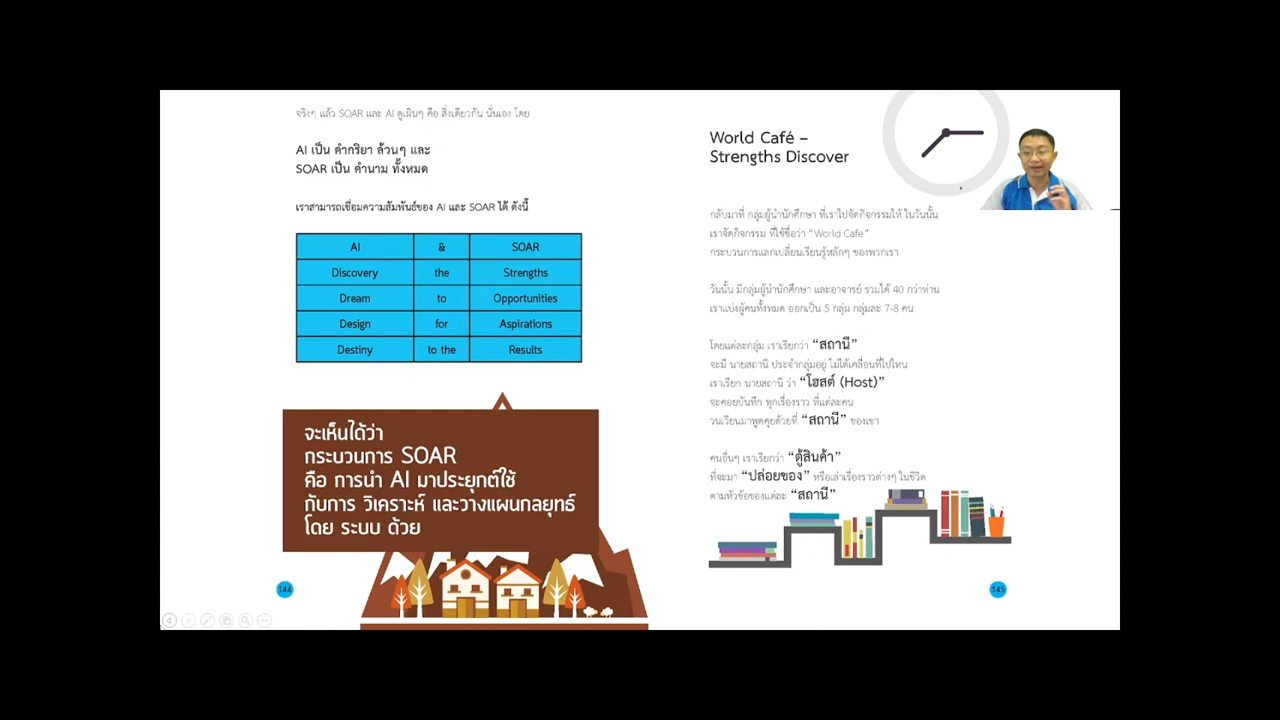 จริงๆ แล้ว SOAR และ AI ดูเผินๆ คือ สิ่งเดียวกัน นั่นเอง โดย
AI เป็น คำกริยา ล้วนๆ และ
SOAR เป็น คำนาม ทั้งหมด
เราสามารถเชื่อมความสัมพันธ์ของ AI และ SOAR ได้ ดังนี้
AI & SOAR
Discovery the Strengths
Dream to Opportunities
Design for Aspirations
Destiny to the Results
จะเห็นได้ว่า
กระบวนการ SOAR
คือ การนำ AI มาประยุกต์ใช้
กับการ วิเคราะห์ และวางแผนกลยุทธ์
โดย ระบบ ด้วย
144
World Café –
Strengths Discover
กลับมาที่ กลุ่มผู้นำนักศึกษา ที่เราไปจัดกิจกรรมให้ ในวันนั้น
เราจัดกิจกรรม ที่ใช้ชื่อว่า “World Cafe”
กระบวนการแลกเปลี่ยนเรียนรู้หลักๆ ของพวกเรา
วันนั้น มีกลุ่มผู้นำนักศึกษา และอาจารย์ รวมได้ 40 กว่าท่าน
เราแบ่งผู้คนทั้งหมด ออกเป็น 5 กลุ่ม กลุ่มละ 7-8 คน
โดยแต่ละกลุ่ม เราเรียกว่า “สถานี”
จะมี นายสถานี ประจำกลุ่มอยู่ ไม่ได้เคลื่อนที่ไปไหน
เราเรียก นายสถานี ว่า “โฮสต์ (Host)”
จะคอยบันทึก ทุกเรื่องราว ที่แต่ละคน
วนเวียนมาพูดคุยด้วยที่ “สถานี” ของเขา
คนอื่นๆ เราเรียกว่า “ตู้สินค้า”
ที่จะมา “ปล่อยของ” หรือเล่าเรื่องราวต่างๆ ในชีวิต
ตามหัวข้อของแต่ละ “สถานี”
145